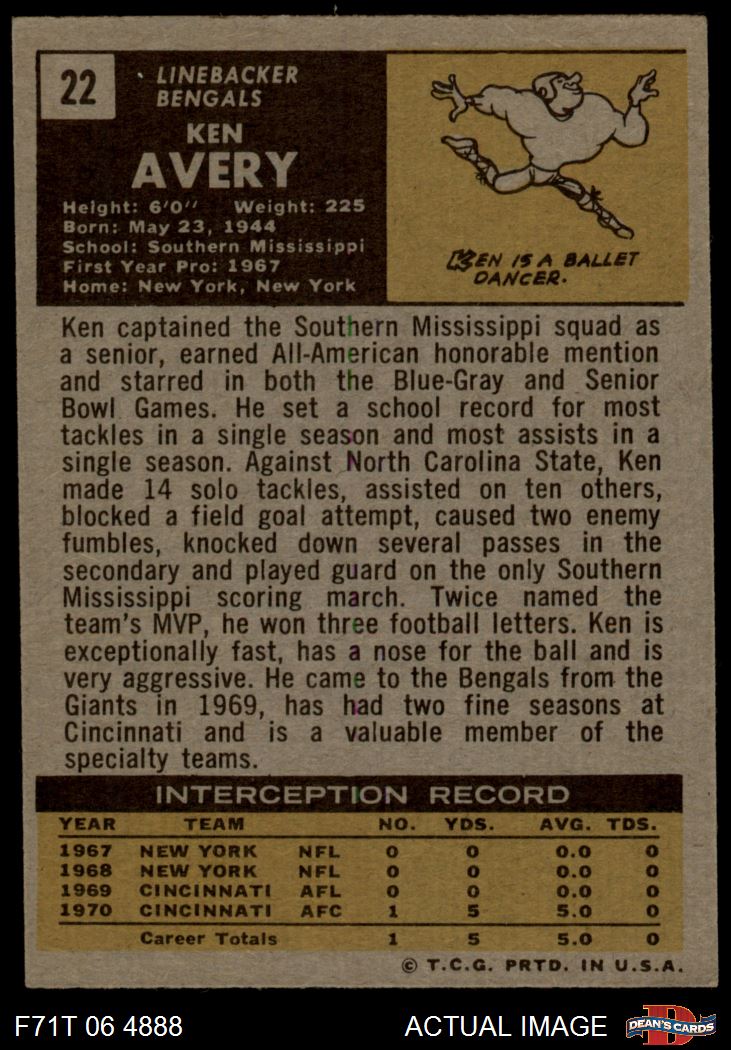 22
LINEBACKER
BENGALS
KEN
AVERY
Height: 6'0" Weight: 225
Born: May 23, 1944
School: Southern Mississippi
First Year Pro: 1967
Home: New York, New York
KEN IS A BALLET
DANCER.
Ken captained the Southern Mississippi squad as
a senior, earned All-American honorable mention
and starred in both the Blue-Gray and Senior
Bowl Games. He set a school record for most
tackles in a single season and most assists in a
single season. Against North Carolina State, Ken
made 14 solo tackles, assisted on ten others,
blocked a field goal attempt, caused two enemy
fumbles, knocked down several passes in the
secondary and played guard on the only Southern
Mississippi scoring march. Twice named the
team's MVP, he won three football letters. Ken is
exceptionally fast, has a nose for the ball and is
very aggressive. He came to the Bengals from the
Giants in 1969, has had two fine seasons at
Cincinnati and is a valuable member of the
specialty teams.
INTERCEPTION RECORD
YEAR TEAM NO. YDS. AVG. TDS.
1967 NEW YORK NFL 0 0 0.0 0
1968 NEW YORK NFL 0 0 0.0 0
1969 CINCINNATI AFL 0 0 0.0 0
1970 CINCINNATI AFC 1 5 5.0 0
Career Totals 1 5 5.0 0
© T.C.G. PRTD. IN U.S.A.
F71T 06 4888 ACTUAL IMAGE D DEAN'S CARDS